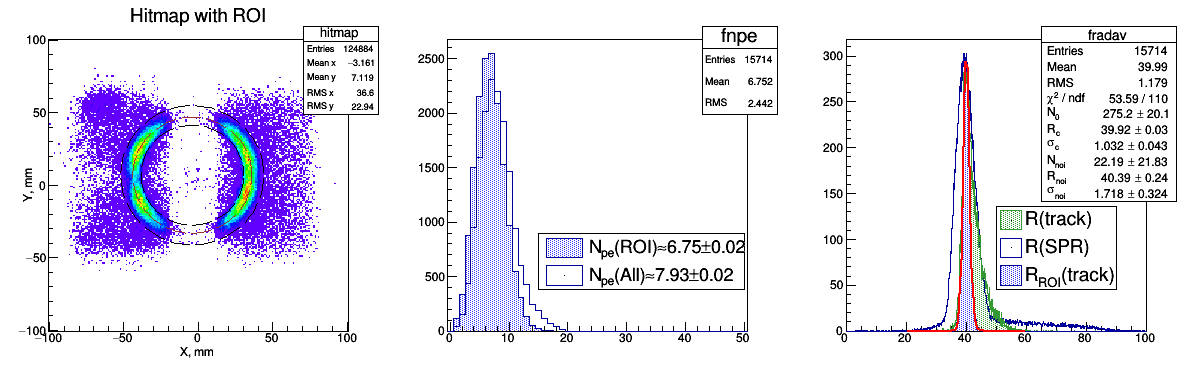 Hitmap with ROI
hitmap
Entries 124884
Mean x −3.161
Mean y 7.119
RMS x 36.6
RMS y 22.94
100
50
0
−50
−100
Y, mm
−100 −50 0 50 100
X, mm
fnpe
Entries 15714
Mean 6.752
RMS 2.442
2500
2000
1500
1000
500
0
N_pe(ROI)≈6.75±0.02
N_pe(All)≈7.93±0.02
0 10 20 30 40 50
fradav
Entries 15714
Mean 39.99
RMS 1.179
χ² / ndf 53.59 / 110
N_0 275.2 ± 20.1
R_c 39.92 ± 0.03
σ_c 1.032 ± 0.043
N_noi 22.19 ± 21.83
R_noi 40.39 ± 0.24
σ_noi 1.718 ± 0.324
300
250
200
150
100
50
0
R(track)
R(SPR)
R_ROI(track)
0 20 40 60 80 100